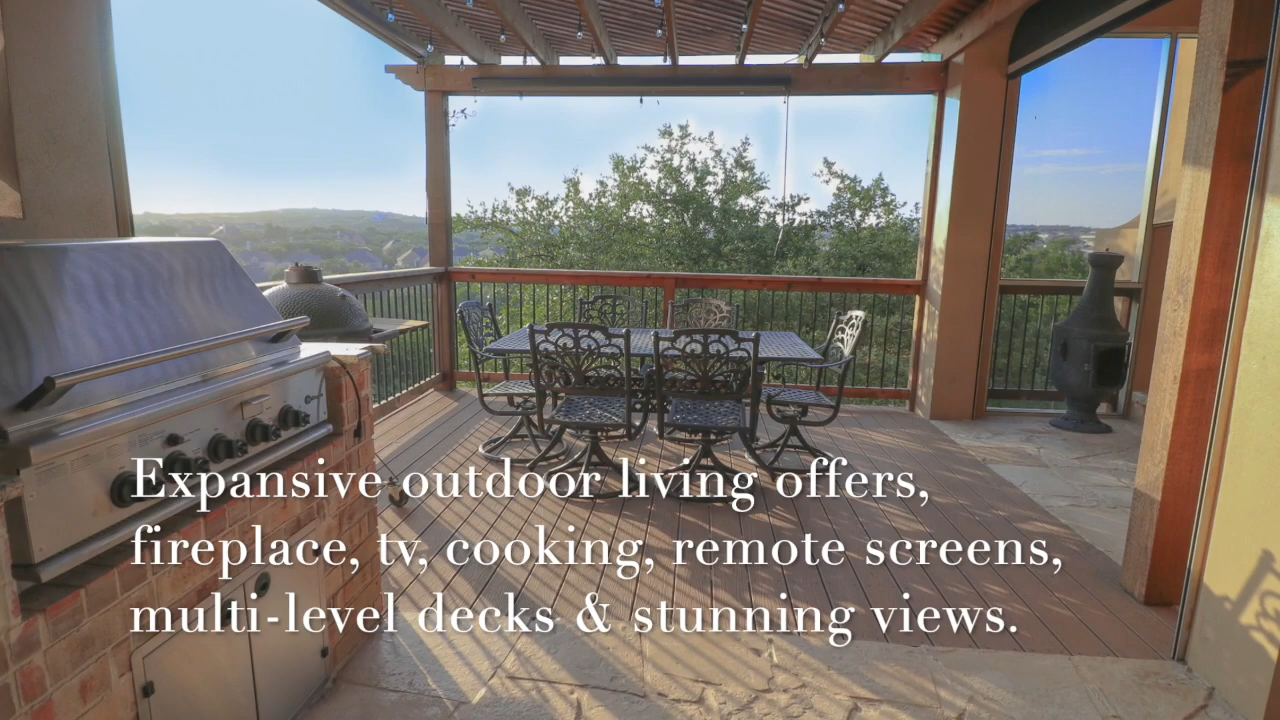 Expansive outdoor living offers,
fireplace, tv, cooking, remote screens,
multi-level decks & stunning views.